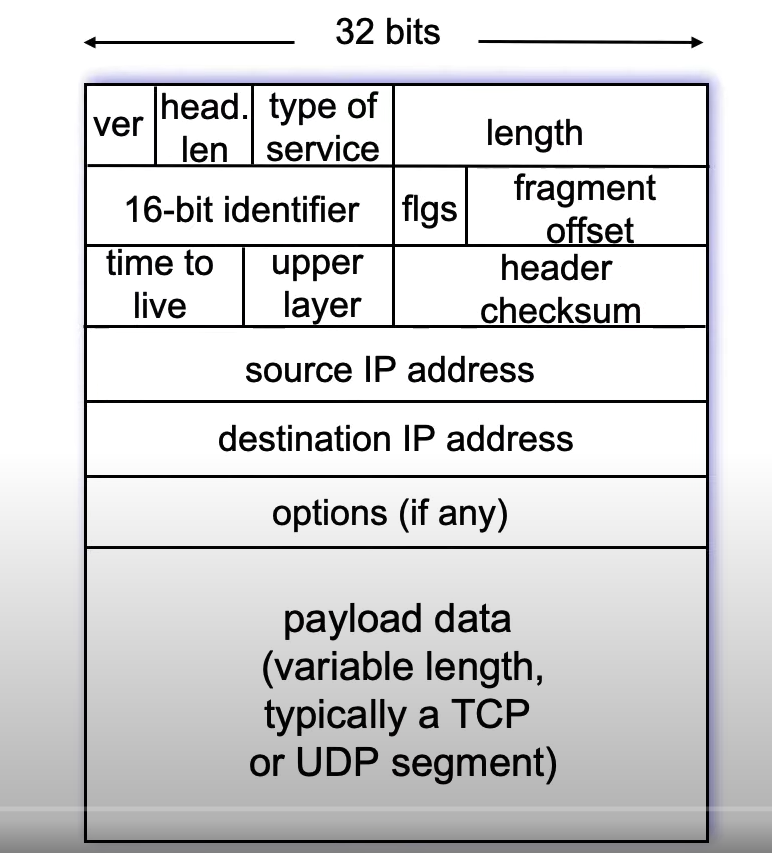 32 bits
ver
head.
len
type of
service
length
16-bit identifier
flgs
fragment
offset
time to
live
upper
layer
header
checksum
source IP address
destination IP address
options (if any)
payload data
(variable length,
typically a TCP
or UDP segment)